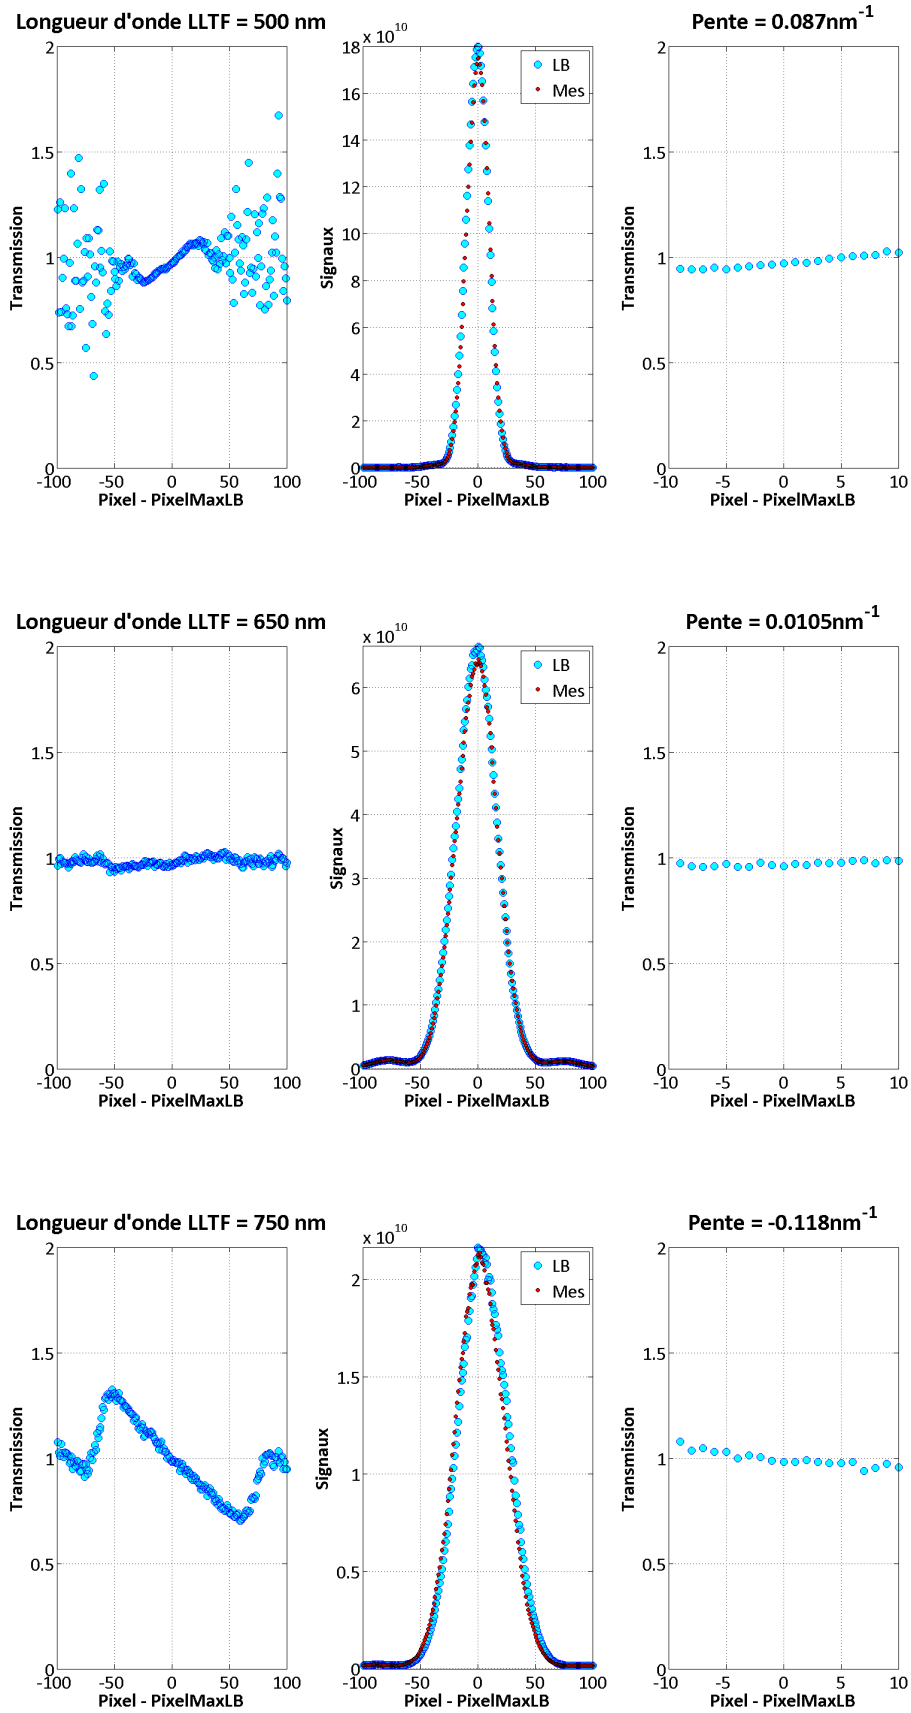 Longueur d'onde LLTF = 500 nm
Pente = 0.087nm⁻¹
x 10¹⁰
2
1.5
1
0.5
0
-100
-50
0
50
100
Transmission
Pixel - PixelMaxLB
18
16
14
12
10
8
6
4
2
0
-100
-50
0
50
100
Signaux
Pixel - PixelMaxLB
LB
Mes
2
1.5
1
0.5
0
-10
-5
0
5
10
Transmission
Pixel - PixelMaxLB
Longueur d'onde LLTF = 650 nm
Pente = 0.0105nm⁻¹
x 10¹⁰
2
1.5
1
0.5
0
-100
-50
0
50
100
Transmission
Pixel - PixelMaxLB
6
5
4
3
2
1
0
-100
-50
0
50
100
Signaux
Pixel - PixelMaxLB
LB
Mes
2
1.5
1
0.5
0
-10
-5
0
5
10
Transmission
Pixel - PixelMaxLB
Longueur d'onde LLTF = 750 nm
Pente = -0.118nm⁻¹
x 10¹⁰
2
1.5
1
0.5
0
-100
-50
0
50
100
Transmission
Pixel - PixelMaxLB
2
1.5
1
0.5
0
-100
-50
0
50
100
Signaux
Pixel - PixelMaxLB
LB
Mes
2
1.5
1
0.5
0
-10
-5
0
5
10
Transmission
Pixel - PixelMaxLB